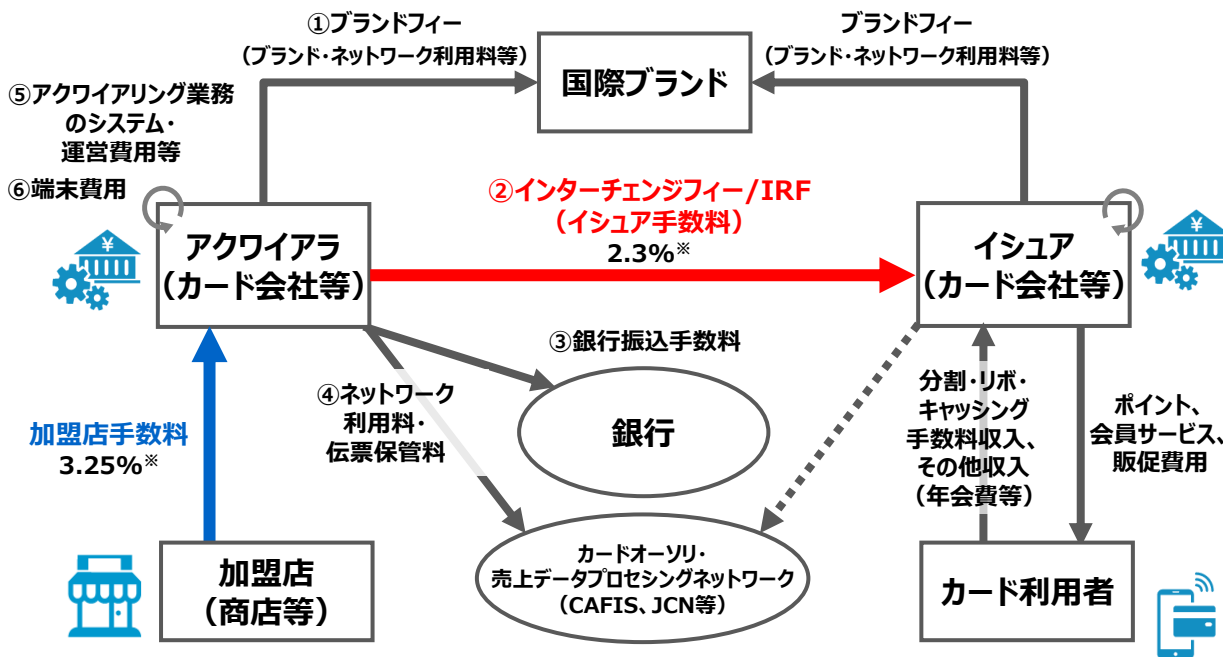 ①ブランドフィー
（ブランド・ネットワーク利用料等）
ブランドフィー
（ブランド・ネットワーク利用料等）
国際ブランド
⑤アクワイアリング業務
のシステム・
運営費用等
⑥端末費用
②インターチェンジフィー/IRF
（イシュア手数料）
2.3%※
¥
アクワイアラ
（カード会社等）
イシュア
（カード会社等）
¥
③銀行振込手数料
④ネットワーク
利用料・
伝票保管料
銀行
加盟店手数料
3.25%※
分割・リボ・
キャッシング
手数料収入、
その他収入
（年会費等）
ポイント、
会員サービス、
販促費用
加盟店
（商店等）
カードオーソリ・
売上データプロセシングネットワーク
（CAFIS、JCN等）
カード利用者